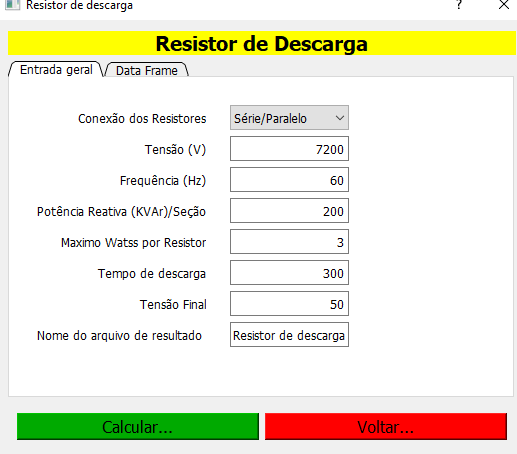 Resistor de descarga
?
Resistor de Descarga
Entrada geral Data Frame
Conexão dos Resistores Série/Paralelo
Tensão (V) 7200
Frequência (Hz) 60
Potência Reativa (KVAr)/Seção 200
Maximo Watss por Resistor 3
Tempo de descarga 300
Tensão Final 50
Nome do arquivo de resultado Resistor de descarga
Calcular... Voltar...